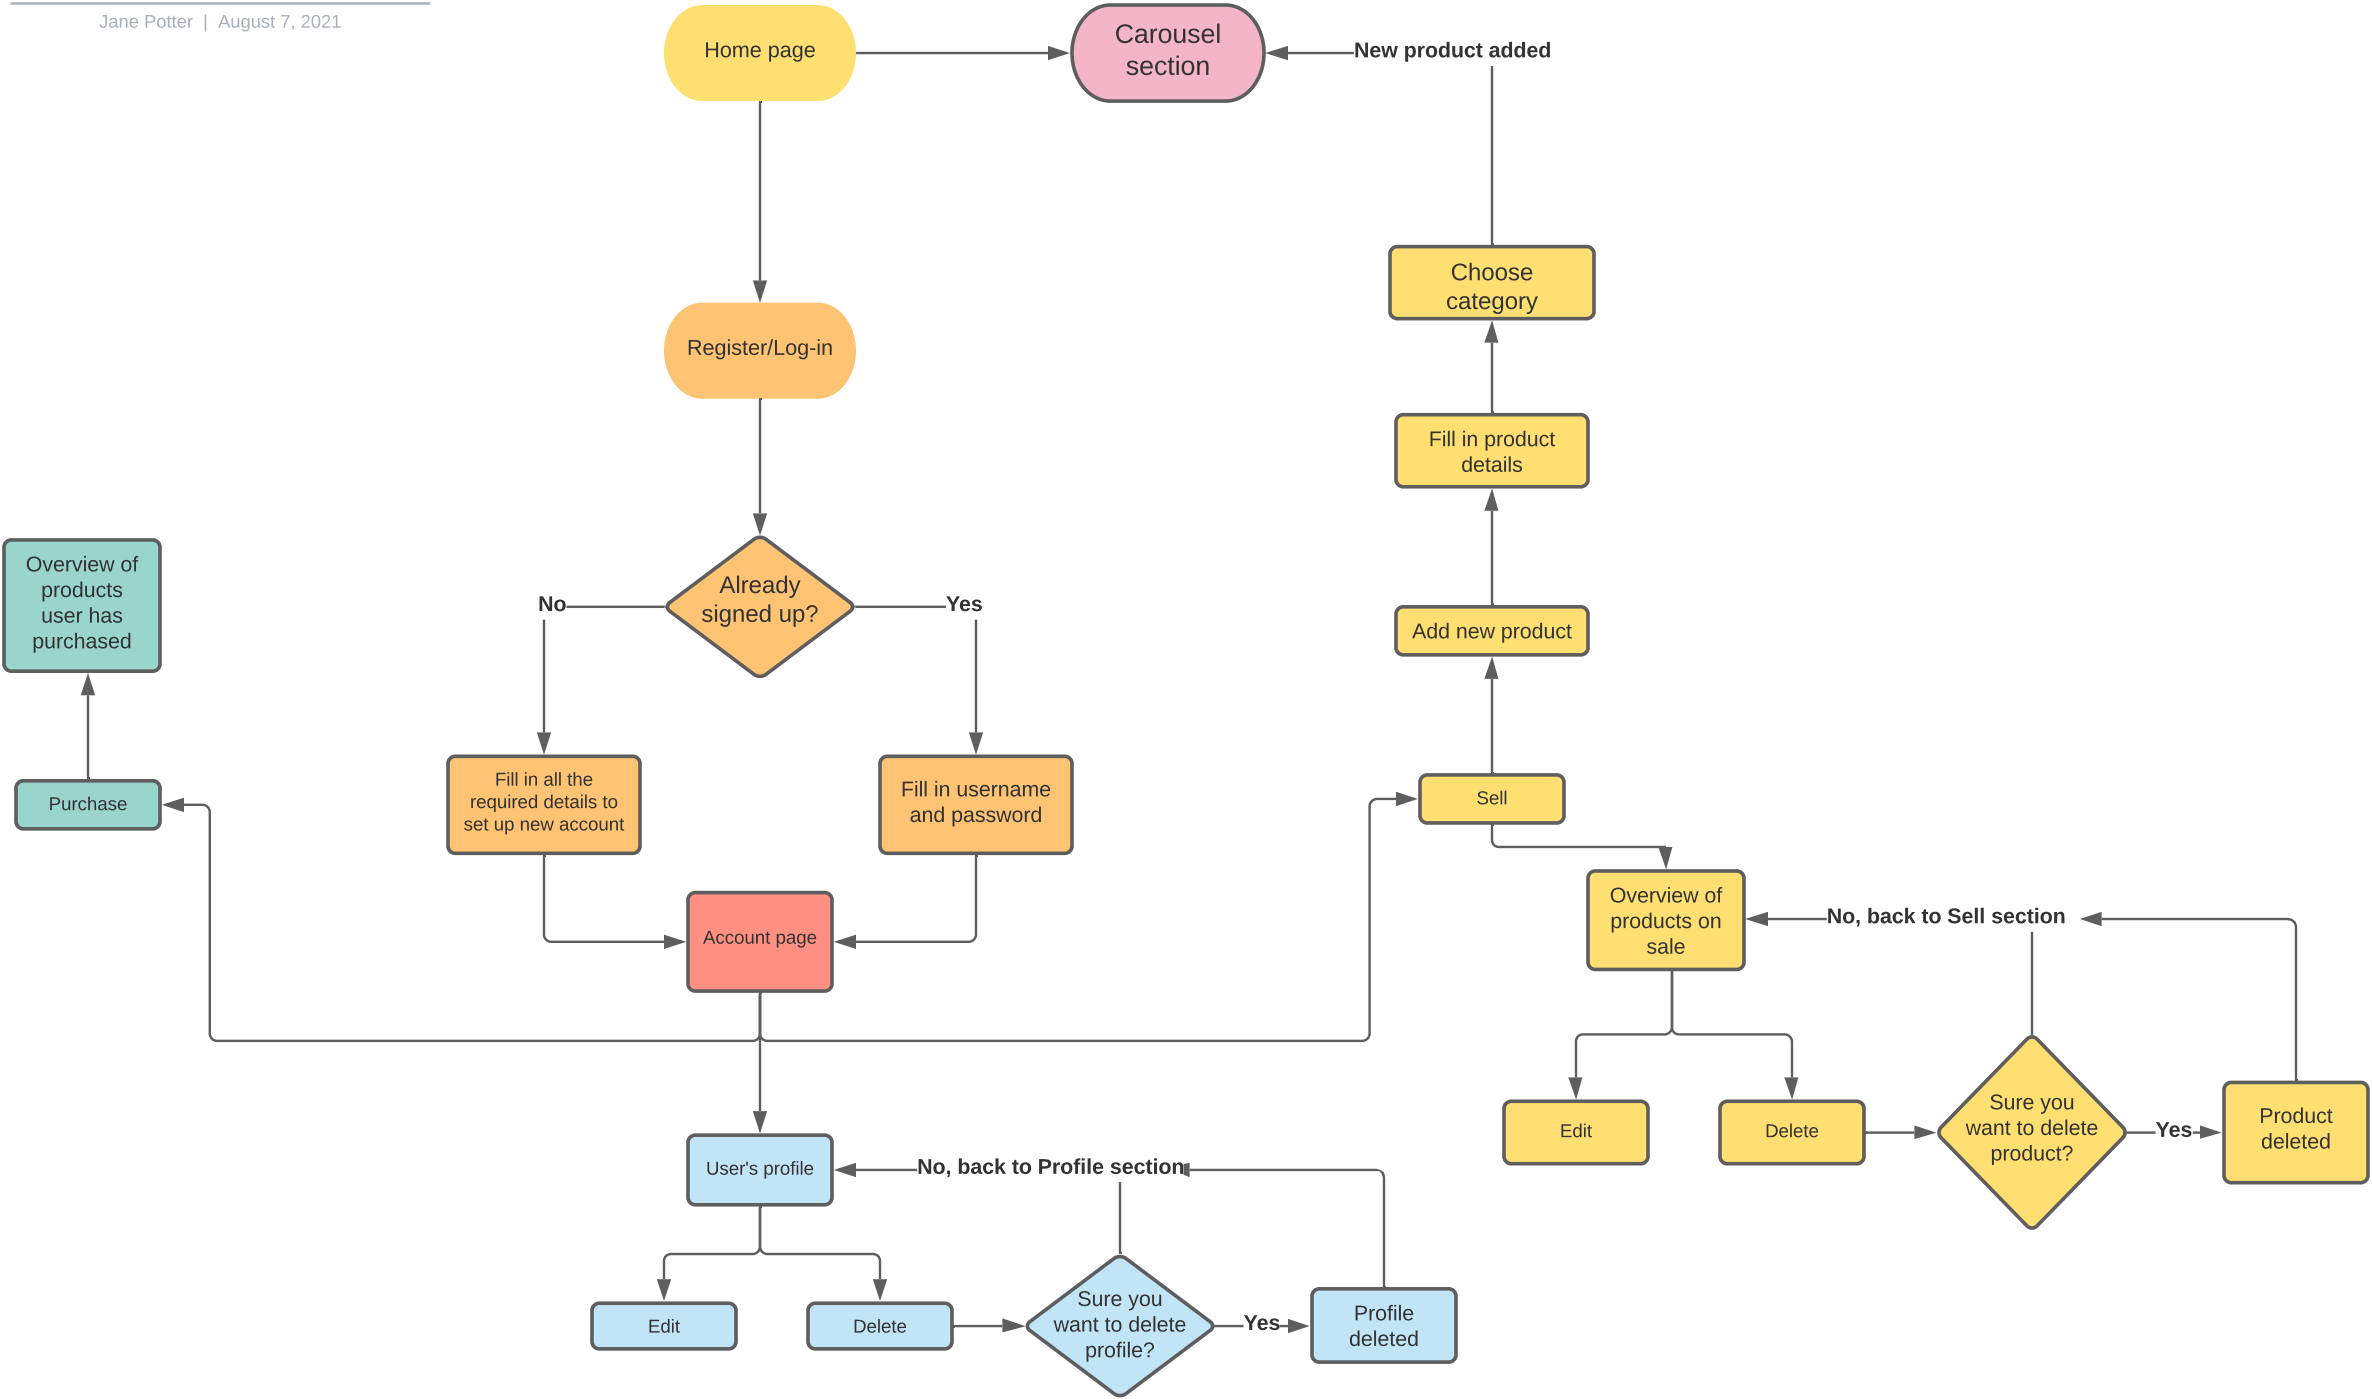 Jane Potter | August 7, 2021
Home page
Carousel
section
New product added
Choose
category
Register/Log-in
Fill in product
details
Already
signed up?
No
Yes
Overview of
products
user has
purchased
Add new product
Purchase
Fill in all the
required details to
set up new account
Fill in username
and password
Sell
Account page
Overview of
products on
sale
No, back to Sell section
Edit
Delete
Sure you
want to delete
product?
Yes
Product
deleted
User's profile
No, back to Profile section
Edit
Delete
Sure you
want to delete
profile?
Yes
Profile
deleted